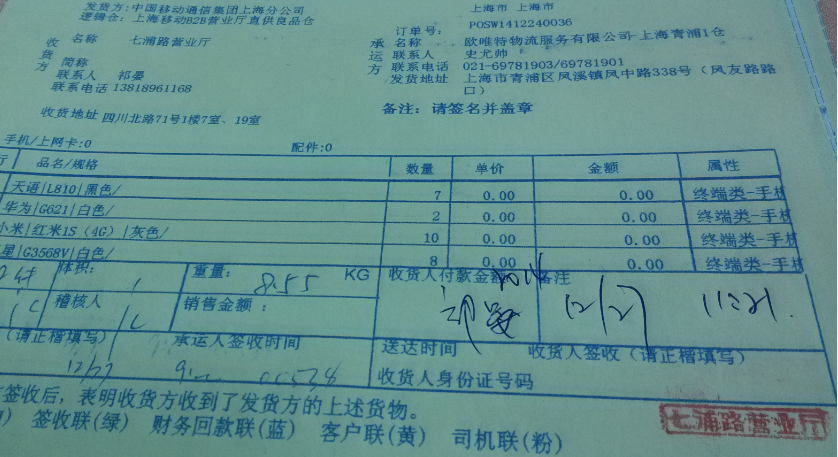 发货方:中国移动通信集团上海分公司
逻辑仓:上海移动B2B营业厅直供良品仓
上海市 上海市
订单号: POSW1412240036
收货方
名称 七浦路营业厅
简称
联系人 祁晏
联系电话 13818961168
收货地址 四川北路71号1楼7室、19室
承运方
名称 欧唯特物流服务有限公司-上海青浦1仓
联系人 史尤帅
联系电话 021-69781903/69781901
发货地址 上海市青浦区凤溪镇凤中路338号(凤友路路
口)
备注: 请签名并盖章
手机/上网卡:0 配件:0
行 品名/规格 数量 单价 金额 属性
天语|L810|黑色/ 7 0.00 0.00 终端类-手机
华为|G621|白色/ 2 0.00 0.00 终端类-手机
小米|红米1S(4G)|灰色/ 10 0.00 0.00 终端类-手机
星|G3568V|白色/ 8 0.00 0.00 终端类-手机
体积: 重量: 8.55 KG 收货人付款金额 备注
稽核人 销售金额: 12/27 11:21.
(请正楷填写) 承运人签收时间 送达时间 收货人签收(请正楷填写)
12/27
收货人身份证号码
签收后,表明收货方收到了发货方的上述货物。
) 签收联(绿) 财务回款联(蓝) 客户联(黄) 司机联(粉)
七浦路营业厅